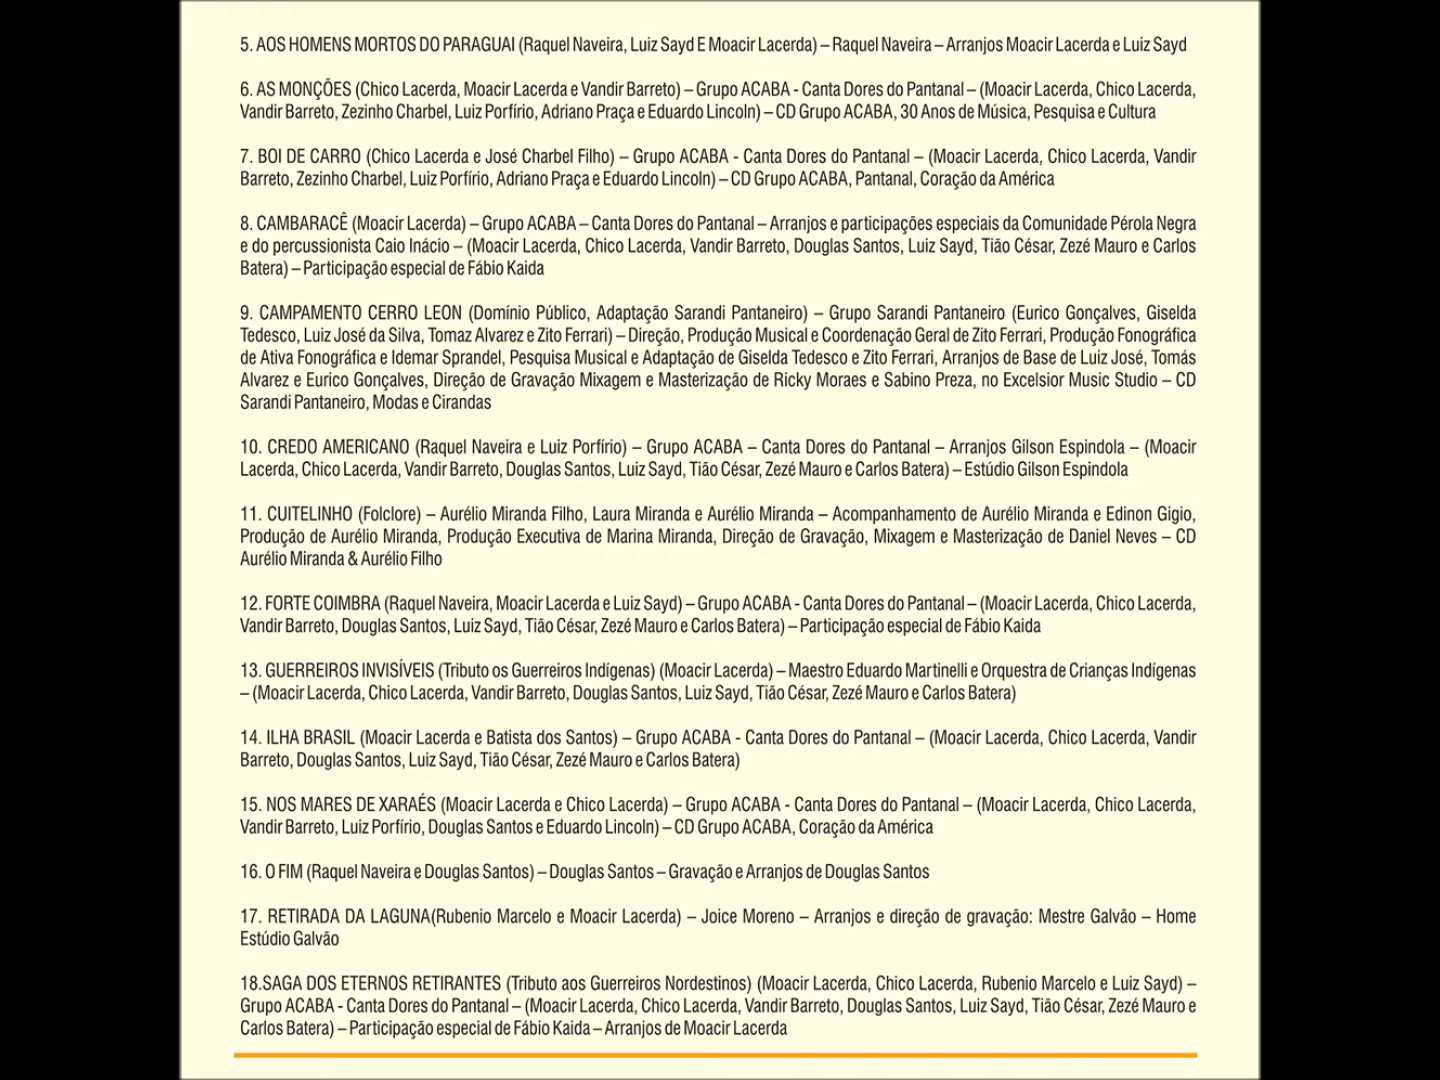 5. AOS HOMENS MORTOS DO PARAGUAI (Raquel Naveira, Luiz Sayd E Moacir Lacerda) – Raquel Naveira – Arranjos Moacir Lacerda e Luiz Sayd
6. AS MONÇÕES (Chico Lacerda, Moacir Lacerda e Vandir Barreto) – Grupo ACABA - Canta Dores do Pantanal – (Moacir Lacerda, Chico Lacerda,
Vandir Barreto, Zezinho Charbel, Luiz Porfírio, Adriano Praça e Eduardo Lincoln) – CD Grupo ACABA, 30 Anos de Música, Pesquisa e Cultura
7. BOI DE CARRO (Chico Lacerda e José Charbel Filho) – Grupo ACABA - Canta Dores do Pantanal – (Moacir Lacerda, Chico Lacerda, Vandir
Barreto, Zezinho Charbel, Luiz Porfírio, Adriano Praça e Eduardo Lincoln) – CD Grupo ACABA, Pantanal, Coração da América
8. CAMBARACÊ (Moacir Lacerda) – Grupo ACABA – Canta Dores do Pantanal – Arranjos e participações especiais da Comunidade Pérola Negra
e do percussionista Caio Inácio – (Moacir Lacerda, Chico Lacerda, Vandir Barreto, Douglas Santos, Luiz Sayd, Tião César, Zezé Mauro e Carlos
Batera) – Participação especial de Fábio Kaida
9. CAMPAMENTO CERRO LEON (Domínio Público, Adaptação Sarandi Pantaneiro) – Grupo Sarandi Pantaneiro (Eurico Gonçalves, Giselda
Tedesco, Luiz José da Silva, Tomaz Alvarez e Zito Ferrari) – Direção, Produção Musical e Coordenação Geral de Zito Ferrari, Produção Fonográfica
de Ativa Fonográfica e Idemar Sprandel, Pesquisa Musical e Adaptação de Giselda Tedesco e Zito Ferrari, Arranjos de Base de Luiz José, Tomás
Alvarez e Eurico Gonçalves, Direção de Gravação Mixagem e Masterização de Ricky Moraes e Sabino Preza, no Excelsior Music Studio – CD
Sarandi Pantaneiro, Modas e Cirandas
10. CREDO AMERICANO (Raquel Naveira e Luiz Porfírio) – Grupo ACABA – Canta Dores do Pantanal – Arranjos Gilson Espindola – (Moacir
Lacerda, Chico Lacerda, Vandir Barreto, Douglas Santos, Luiz Sayd, Tião César, Zezé Mauro e Carlos Batera) – Estúdio Gilson Espindola
11. CUITELINHO (Folclore) – Aurélio Miranda Filho, Laura Miranda e Aurélio Miranda – Acompanhamento de Aurélio Miranda e Edinon Gigio,
Produção de Aurélio Miranda, Produção Executiva de Marina Miranda, Direção de Gravação, Mixagem e Masterização de Daniel Neves – CD
Aurélio Miranda & Aurélio Filho
12. FORTE COIMBRA (Raquel Naveira, Moacir Lacerda e Luiz Sayd) – Grupo ACABA - Canta Dores do Pantanal – (Moacir Lacerda, Chico Lacerda,
Vandir Barreto, Douglas Santos, Luiz Sayd, Tião César, Zezé Mauro e Carlos Batera) – Participação especial de Fábio Kaida
13. GUERREIROS INVISÍVEIS (Tributo os Guerreiros Indígenas) (Moacir Lacerda) – Maestro Eduardo Martinelli e Orquestra de Crianças Indígenas
– (Moacir Lacerda, Chico Lacerda, Vandir Barreto, Douglas Santos, Luiz Sayd, Tião César, Zezé Mauro e Carlos Batera)
14. ILHA BRASIL (Moacir Lacerda e Batista dos Santos) – Grupo ACABA - Canta Dores do Pantanal – (Moacir Lacerda, Chico Lacerda, Vandir
Barreto, Douglas Santos, Luiz Sayd, Tião César, Zezé Mauro e Carlos Batera)
15. NOS MARES DE XARAÉS (Moacir Lacerda e Chico Lacerda) – Grupo ACABA - Canta Dores do Pantanal – (Moacir Lacerda, Chico Lacerda,
Vandir Barreto, Luiz Porfírio, Douglas Santos e Eduardo Lincoln) – CD Grupo ACABA, Coração da América
16. O FIM (Raquel Naveira e Douglas Santos) – Douglas Santos – Gravação e Arranjos de Douglas Santos
17. RETIRADA DA LAGUNA(Rubenio Marcelo e Moacir Lacerda) – Joice Moreno – Arranjos e direção de gravação: Mestre Galvão – Home
Estúdio Galvão
18.SAGA DOS ETERNOS RETIRANTES (Tributo aos Guerreiros Nordestinos) (Moacir Lacerda, Chico Lacerda, Rubenio Marcelo e Luiz Sayd) –
Grupo ACABA - Canta Dores do Pantanal – (Moacir Lacerda, Chico Lacerda, Vandir Barreto, Douglas Santos, Luiz Sayd, Tião César, Zezé Mauro e
Carlos Batera) – Participação especial de Fábio Kaida – Arranjos de Moacir Lacerda